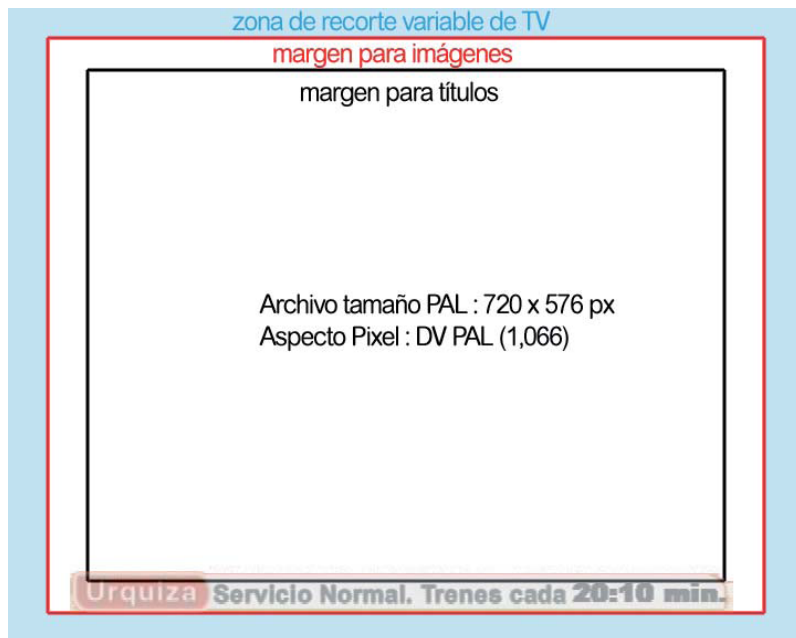 zona de recorte variable de TV
margen para imágenes
margen para títulos
Archivo tamaño PAL : 720 x 576 px
Aspecto Pixel : DV PAL (1,066)
Urquiza Servicio Normal. Trenes cada 20:10 min.